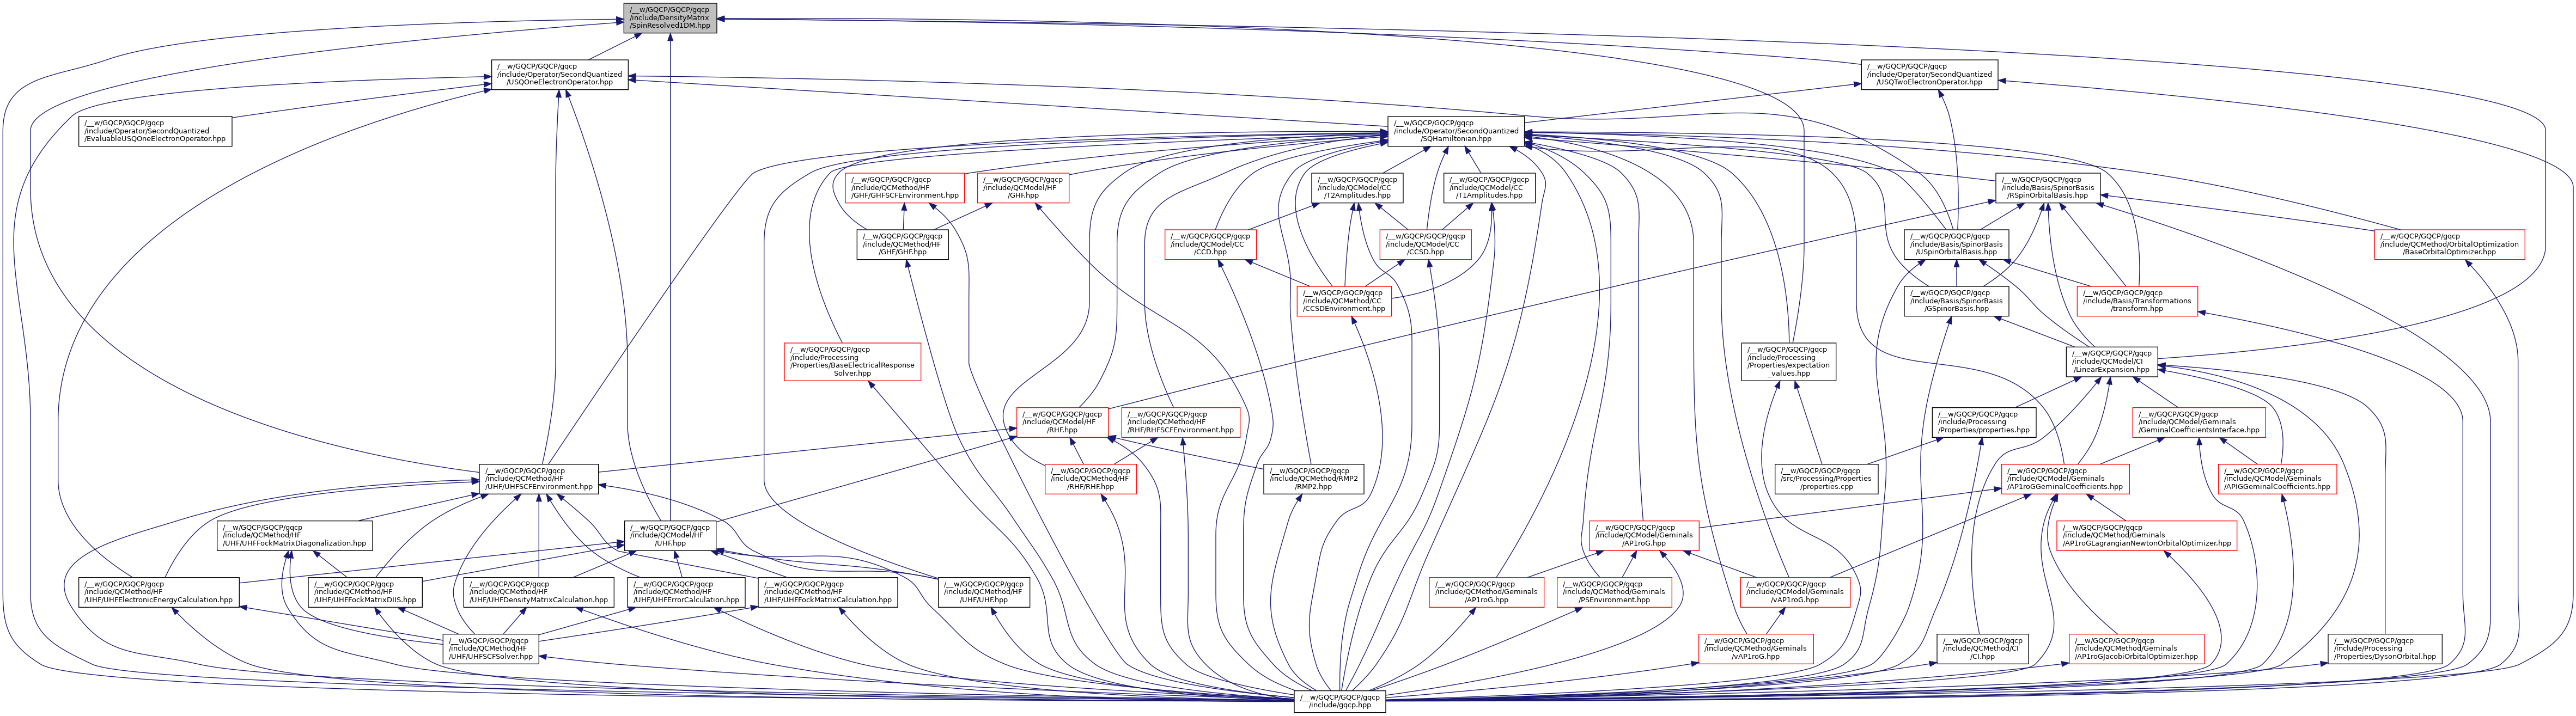 /__w/GQCP/GQCP/gqcp
/include/DensityMatrix
/SpinResolved1DM.hpp
/__w/GQCP/GQCP/gqcp
/include/Operator/SecondQuantized
/USQOneElectronOperator.hpp
/__w/GQCP/GQCP/gqcp
/include/Operator/SecondQuantized
/USQTwoElectronOperator.hpp
/__w/GQCP/GQCP/gqcp
/include/Operator/SecondQuantized
/EvaluableUSQOneElectronOperator.hpp
/__w/GQCP/GQCP/gqcp
/include/Operator/SecondQuantized
/SQHamiltonian.hpp
/__w/GQCP/GQCP/gqcp
/include/QCMethod/HF
/GHF/GHFSCFEnvironment.hpp
/__w/GQCP/GQCP/gqcp
/include/QCModel/HF
/GHF.hpp
/__w/GQCP/GQCP/gqcp
/include/QCModel/CC
/T2Amplitudes.hpp
/__w/GQCP/GQCP/gqcp
/include/QCModel/CC
/T1Amplitudes.hpp
/__w/GQCP/GQCP/gqcp
/include/Basis/SpinorBasis
/RSpinOrbitalBasis.hpp
/__w/GQCP/GQCP/gqcp
/include/QCMethod/HF
/GHF/GHF.hpp
/__w/GQCP/GQCP/gqcp
/include/QCModel/CC
/CCD.hpp
/__w/GQCP/GQCP/gqcp
/include/QCModel/CC
/CCSD.hpp
/__w/GQCP/GQCP/gqcp
/include/Basis/SpinorBasis
/USpinOrbitalBasis.hpp
/__w/GQCP/GQCP/gqcp
/include/QCMethod/OrbitalOptimization
/BaseOrbitalOptimizer.hpp
/__w/GQCP/GQCP/gqcp
/include/QCMethod/CC
/CCSDEnvironment.hpp
/__w/GQCP/GQCP/gqcp
/include/Basis/SpinorBasis
/GSpinorBasis.hpp
/__w/GQCP/GQCP/gqcp
/include/Basis/Transformations
/transform.hpp
/__w/GQCP/GQCP/gqcp
/include/Processing
/Properties/BaseElectricalResponse
Solver.hpp
/__w/GQCP/GQCP/gqcp
/include/Processing
/Properties/expectation
_values.hpp
/__w/GQCP/GQCP/gqcp
/include/QCModel/CI
/LinearExpansion.hpp
/__w/GQCP/GQCP/gqcp
/include/QCModel/HF
/RHF.hpp
/__w/GQCP/GQCP/gqcp
/include/QCMethod/HF
/RHF/RHFSCFEnvironment.hpp
/__w/GQCP/GQCP/gqcp
/include/Processing
/Properties/properties.hpp
/__w/GQCP/GQCP/gqcp
/include/QCModel/Geminals
/GeminalCoefficientsInterface.hpp
/__w/GQCP/GQCP/gqcp
/include/QCMethod/HF
/UHF/UHFSCFEnvironment.hpp
/__w/GQCP/GQCP/gqcp
/include/QCMethod/HF
/RHF/RHF.hpp
/__w/GQCP/GQCP/gqcp
/include/QCMethod/RMP2
/RMP2.hpp
/__w/GQCP/GQCP/gqcp
/src/Processing/Properties
/properties.cpp
/__w/GQCP/GQCP/gqcp
/include/QCModel/Geminals
/AP1roGGeminalCoefficients.hpp
/__w/GQCP/GQCP/gqcp
/include/QCModel/Geminals
/APIGGeminalCoefficients.hpp
/__w/GQCP/GQCP/gqcp
/include/QCMethod/HF
/UHF/UHFFockMatrixDiagonalization.hpp
/__w/GQCP/GQCP/gqcp
/include/QCModel/HF
/UHF.hpp
/__w/GQCP/GQCP/gqcp
/include/QCModel/Geminals
/AP1roG.hpp
/__w/GQCP/GQCP/gqcp
/include/QCMethod/Geminals
/AP1roGLagrangianNewtonOrbitalOptimizer.hpp
/__w/GQCP/GQCP/gqcp
/include/QCMethod/HF
/UHF/UHFElectronicEnergyCalculation.hpp
/__w/GQCP/GQCP/gqcp
/include/QCMethod/HF
/UHF/UHFFockMatrixDIIS.hpp
/__w/GQCP/GQCP/gqcp
/include/QCMethod/HF
/UHF/UHFDensityMatrixCalculation.hpp
/__w/GQCP/GQCP/gqcp
/include/QCMethod/HF
/UHF/UHFErrorCalculation.hpp
/__w/GQCP/GQCP/gqcp
/include/QCMethod/HF
/UHF/UHFFockMatrixCalculation.hpp
/__w/GQCP/GQCP/gqcp
/include/QCMethod/HF
/UHF/UHF.hpp
/__w/GQCP/GQCP/gqcp
/include/QCMethod/Geminals
/AP1roG.hpp
/__w/GQCP/GQCP/gqcp
/include/QCMethod/Geminals
/PSEnvironment.hpp
/__w/GQCP/GQCP/gqcp
/include/QCModel/Geminals
/vAP1roG.hpp
/__w/GQCP/GQCP/gqcp
/include/QCMethod/HF
/UHF/UHFSCFSolver.hpp
/__w/GQCP/GQCP/gqcp
/include/QCMethod/Geminals
/vAP1roG.hpp
/__w/GQCP/GQCP/gqcp
/include/QCMethod/CI
/CI.hpp
/__w/GQCP/GQCP/gqcp
/include/QCMethod/Geminals
/AP1roGJacobiOrbitalOptimizer.hpp
/__w/GQCP/GQCP/gqcp
/include/Processing
/Properties/DysonOrbital.hpp
/__w/GQCP/GQCP/gqcp
/include/gqcp.hpp